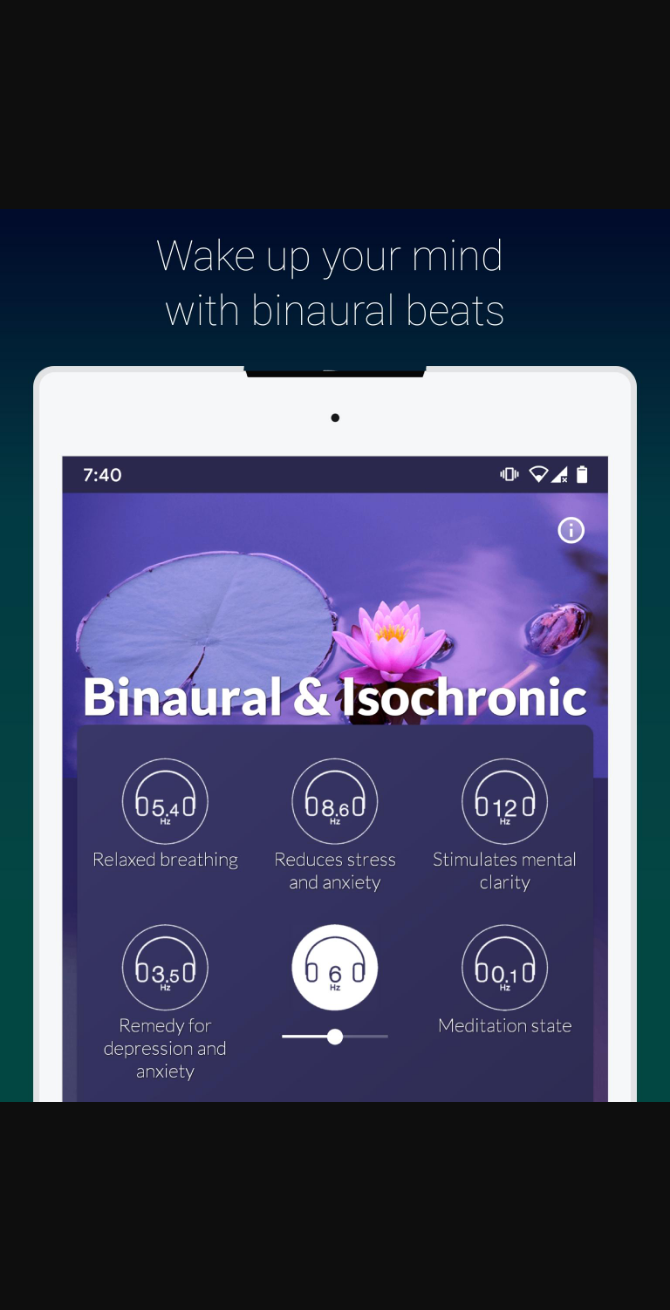 Wake up your mind
with binaural beats
7:40
Binaural & Isochronic
5.4
Hz
8.6
Hz
12
Hz
Relaxed breathing
Reduces stress
and anxiety
Stimulates mental
clarity
3.5
Hz
6
Hz
0.1
Hz
Remedy for
depression and
anxiety
Meditation state